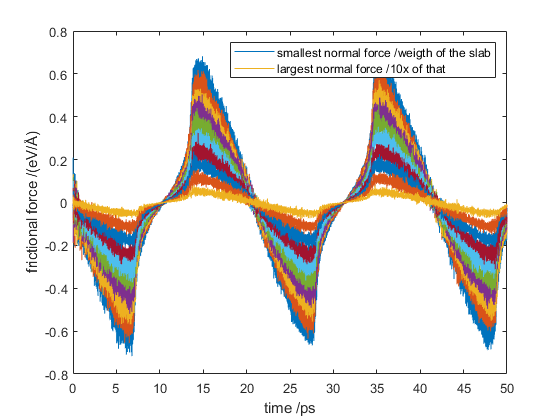 0.8
0.6
0.4
0.2
0
-0.2
-0.4
-0.6
-0.8
frictional force /(eV/Å)
smallest normal force /weigth of the slab
largest normal force /10x of that
0 5 10 15 20 25 30 35 40 45 50
time /ps